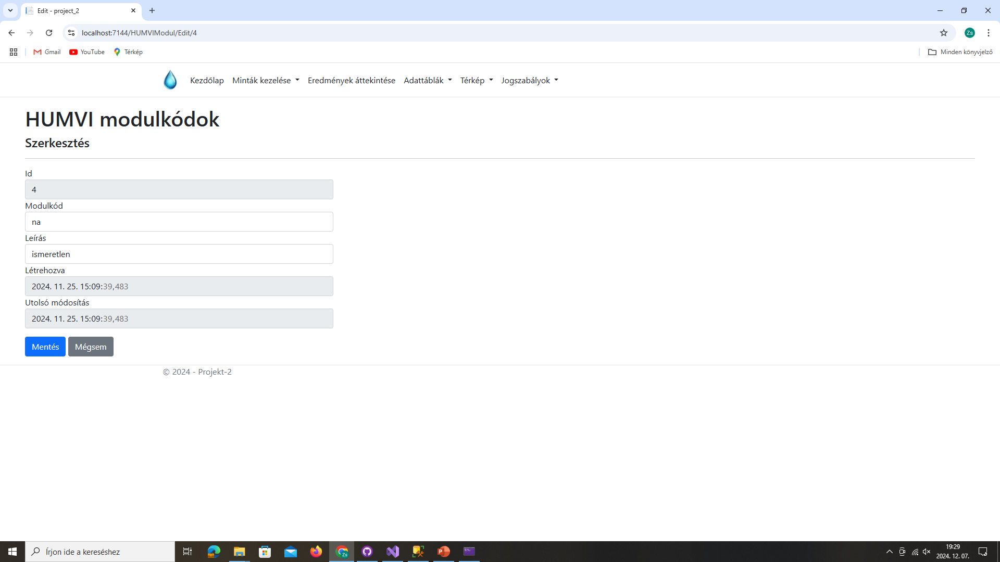 Edit - project_2
localhost:7144/HUMVIModul/Edit/4
Zs
Gmail
YouTube
Térkép
Minden könyvjelző
Kezdőlap
Minták kezelése
Eredmények áttekintése
Adattáblák
Térkép
Jogszabályok
HUMVI modulkódok
Szerkesztés
Id
4
Modulkód
na
Leírás
ismeretlen
Létrehozva
2024. 11. 25. 15:09:39,483
Utolsó módosítás
2024. 11. 25. 15:09:39,483
Mentés
Mégsem
© 2024 - Projekt-2
Írjon ide a kereséshez
19:29
2024. 12. 07.